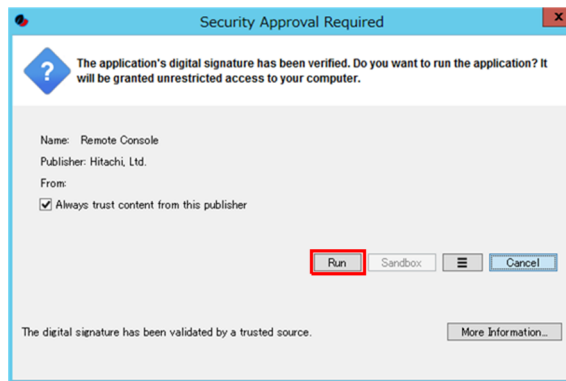 Security Approval Required
x
?
The application's digital signature has been verified. Do you want to run the application? It
will be granted unrestricted access to your computer.
Name: Remote Console
Publisher: Hitachi, Ltd.
From:
Always trust content from this publisher
Run Sandbox Cancel
The digital signature has been validated by a trusted source. More Information...